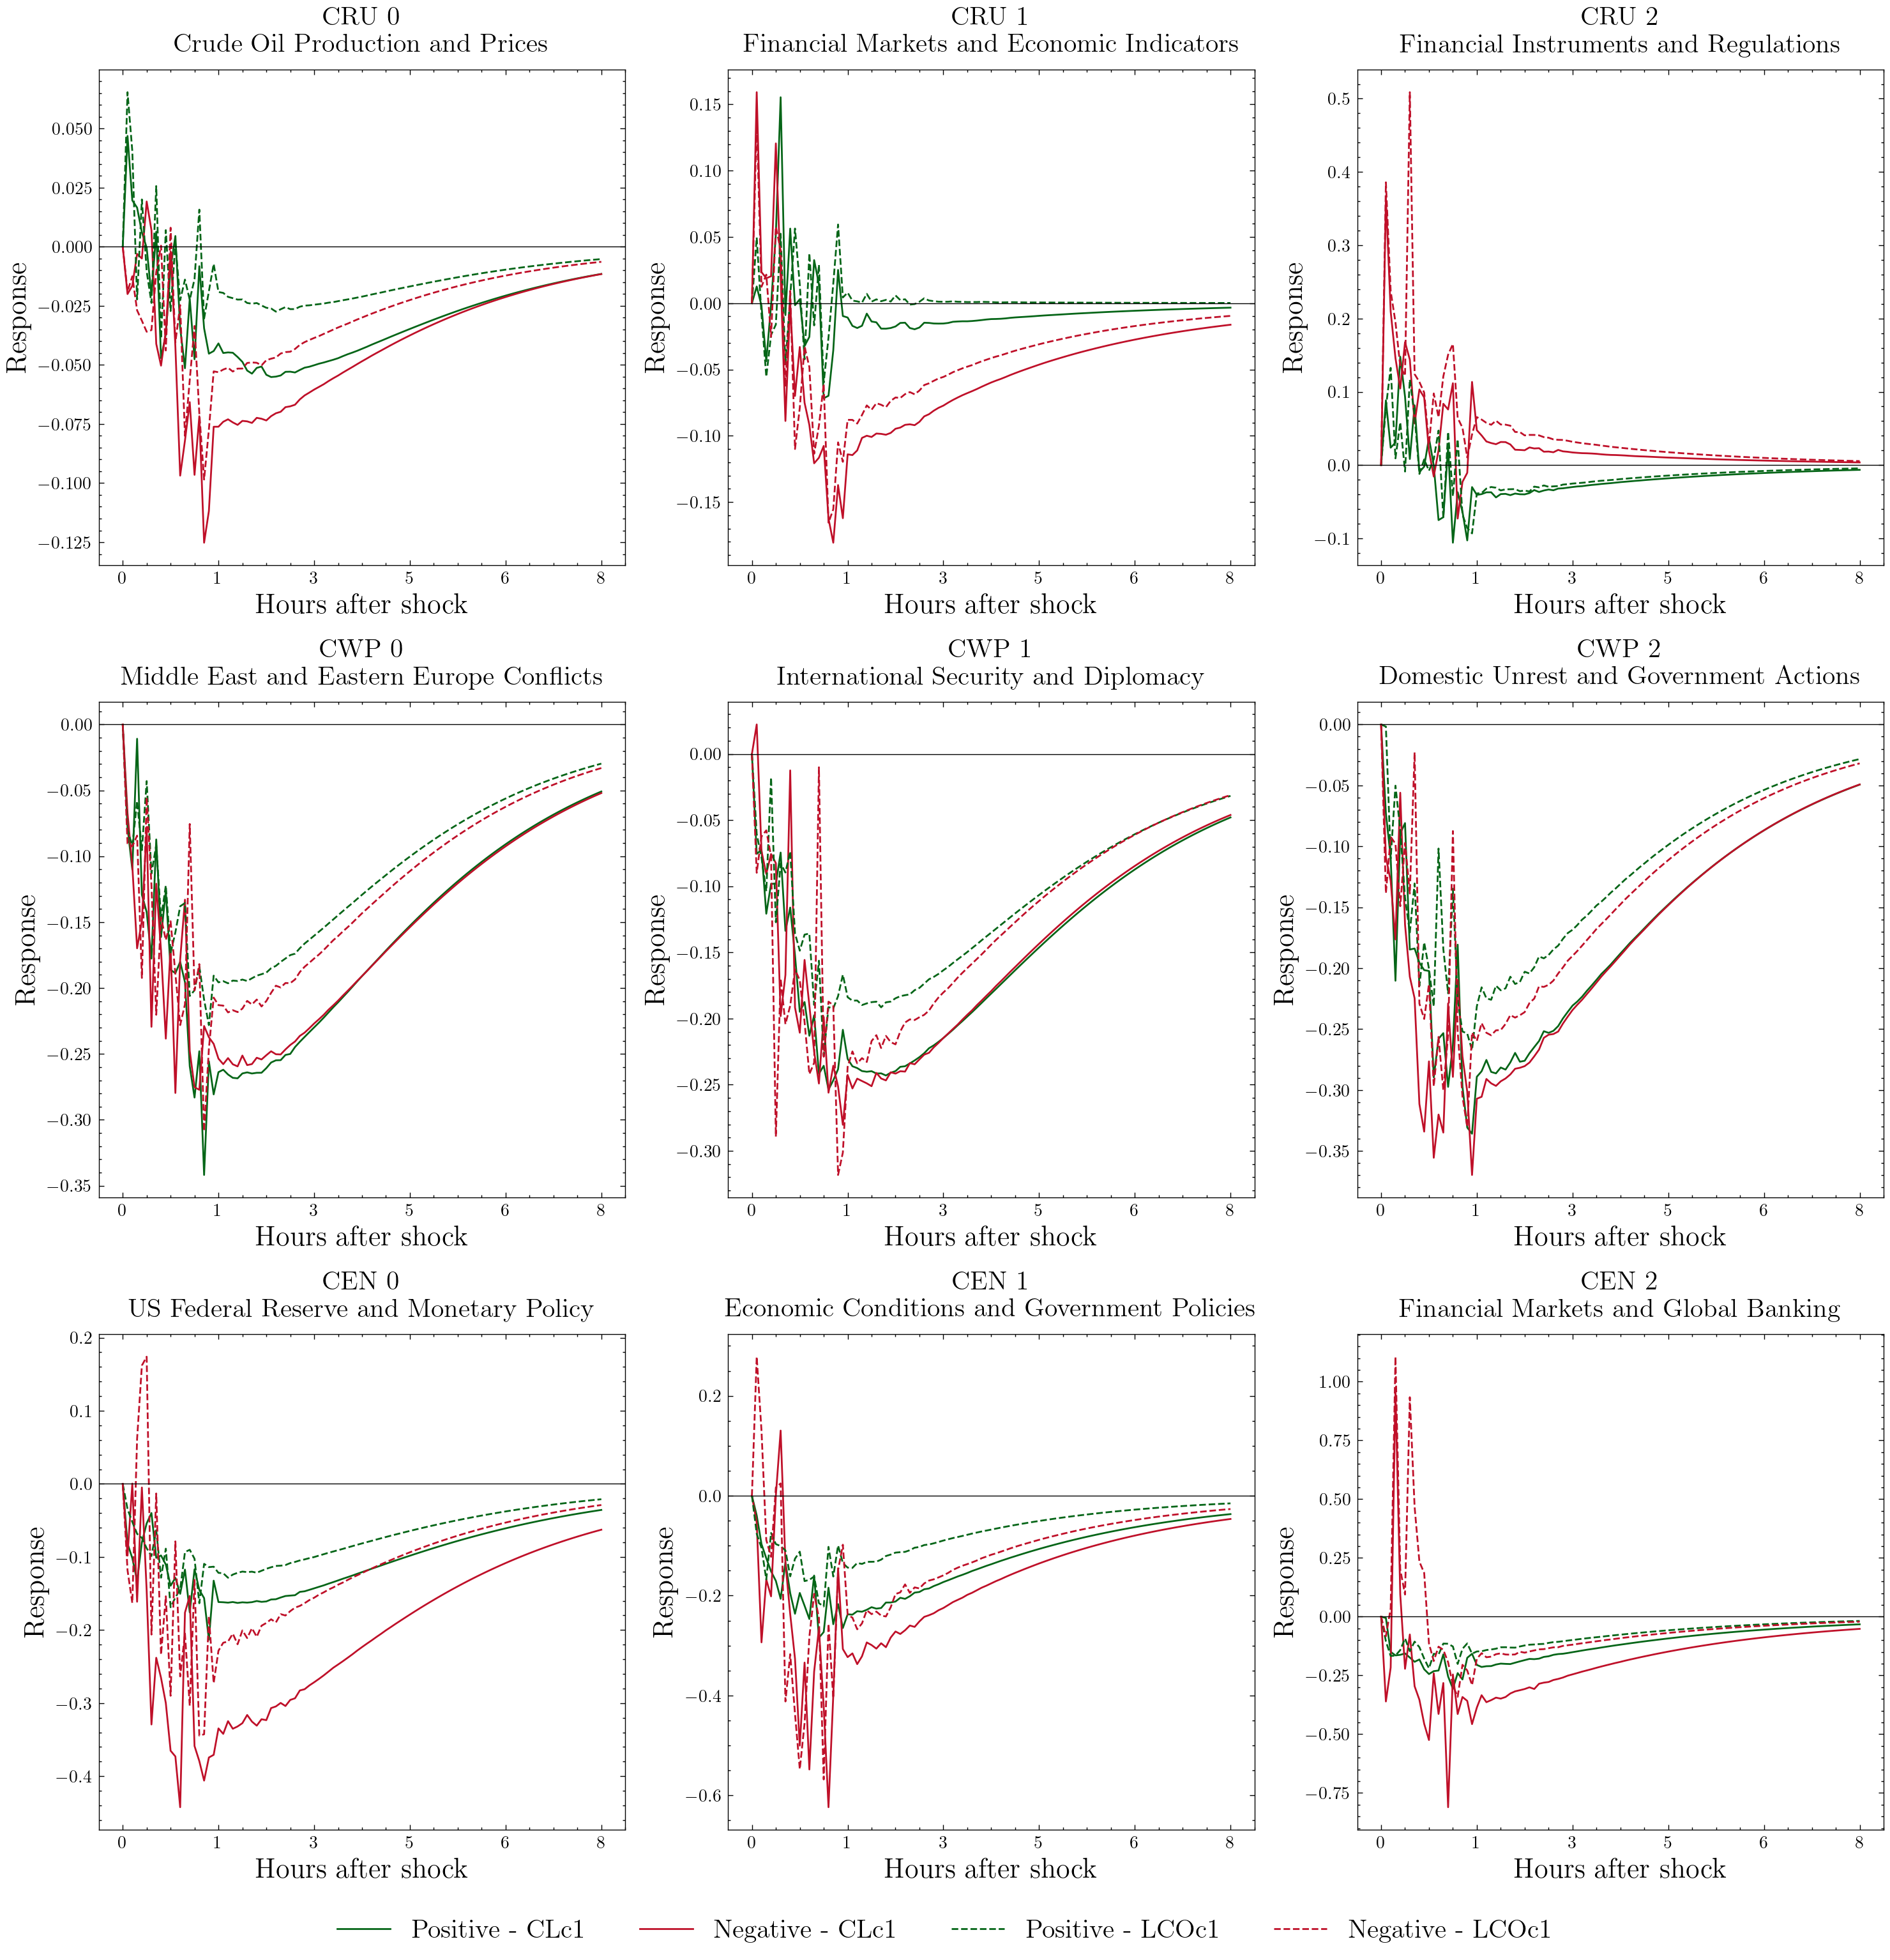 CRU 0
Crude Oil Production and Prices
Response
0.050
0.025
0.000
−0.025
−0.050
−0.075
−0.100
−0.125
0 1 3 5 6 8
Hours after shock
CRU 1
Financial Markets and Economic Indicators
Response
0.15
0.10
0.05
0.00
−0.05
−0.10
−0.15
0 1 3 5 6 8
Hours after shock
CRU 2
Financial Instruments and Regulations
Response
0.5
0.4
0.3
0.2
0.1
0.0
−0.1
0 1 3 5 6 8
Hours after shock
CWP 0
Middle East and Eastern Europe Conflicts
Response
0.00
−0.05
−0.10
−0.15
−0.20
−0.25
−0.30
−0.35
0 1 3 5 6 8
Hours after shock
CWP 1
International Security and Diplomacy
Response
0.00
−0.05
−0.10
−0.15
−0.20
−0.25
−0.30
0 1 3 5 6 8
Hours after shock
CWP 2
Domestic Unrest and Government Actions
Response
0.00
−0.05
−0.10
−0.15
−0.20
−0.25
−0.30
−0.35
0 1 3 5 6 8
Hours after shock
CEN 0
US Federal Reserve and Monetary Policy
Response
0.2
0.1
0.0
−0.1
−0.2
−0.3
−0.4
0 1 3 5 6 8
Hours after shock
CEN 1
Economic Conditions and Government Policies
Response
0.2
0.0
−0.2
−0.4
−0.6
0 1 3 5 6 8
Hours after shock
CEN 2
Financial Markets and Global Banking
Response
1.00
0.75
0.50
0.25
0.00
−0.25
−0.50
−0.75
0 1 3 5 6 8
Hours after shock
Positive - CLc1 Negative - CLc1 Positive - LCOc1 Negative - LCOc1